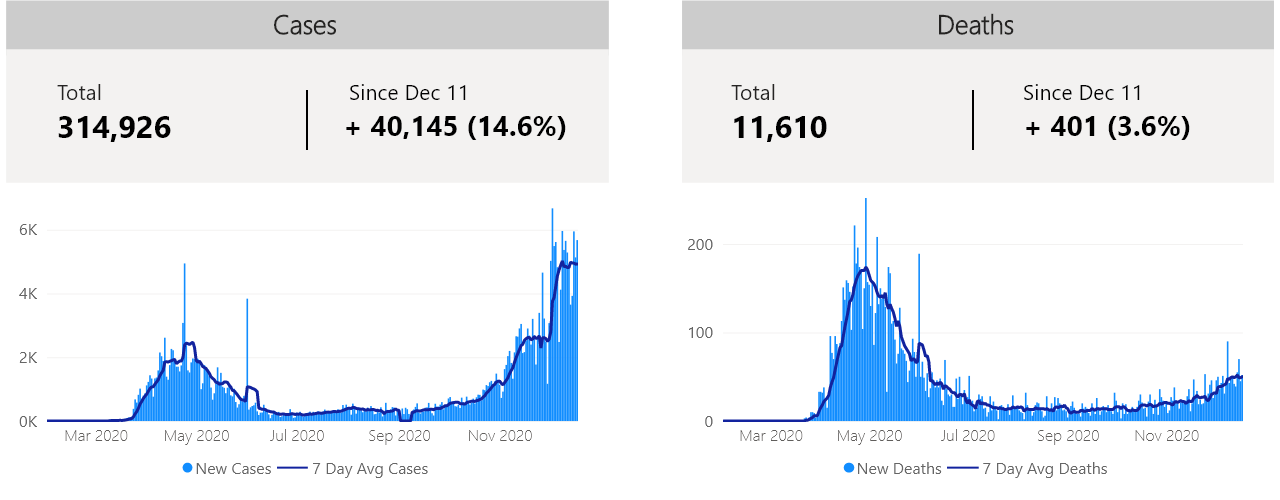 Cases
Total
314,926
Since Dec 11
+ 40,145 (14.6%)
6K
4K
2K
0K
Mar 2020 May 2020 Jul 2020 Sep 2020 Nov 2020
New Cases 7 Day Avg Cases
Deaths
Total
11,610
Since Dec 11
+ 401 (3.6%)
200
100
0
Mar 2020 May 2020 Jul 2020 Sep 2020 Nov 2020
New Deaths 7 Day Avg Deaths